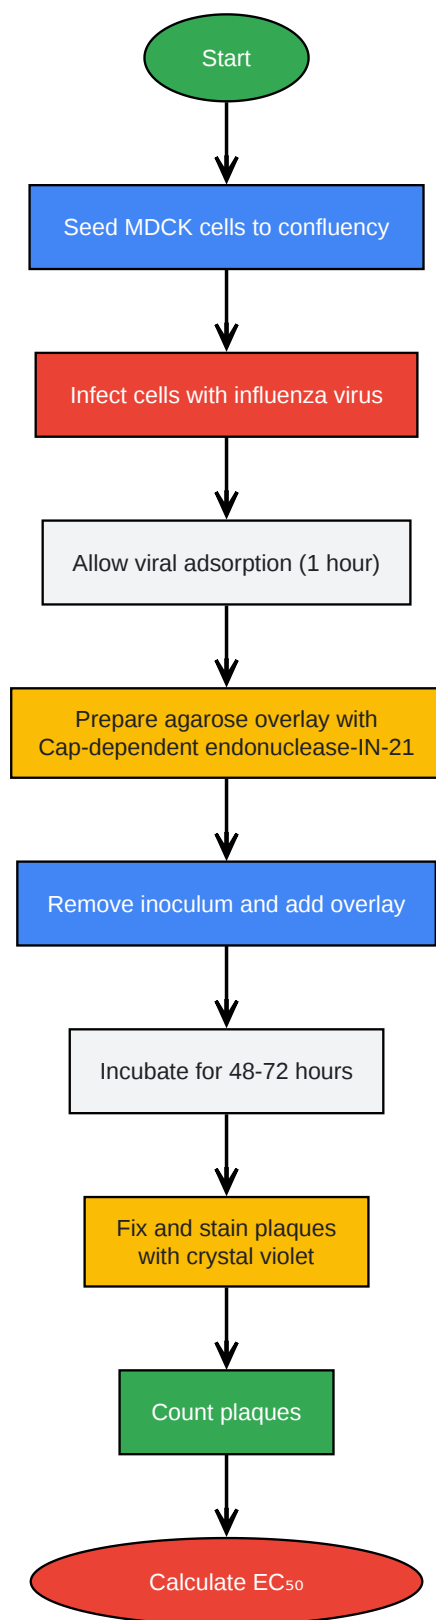 Start
Seed MDCK cells to confluency
Infect cells with influenza virus
Allow viral adsorption (1 hour)
Prepare agarose overlay with
Cap-dependent endonuclease-IN-21
Remove inoculum and add overlay
Incubate for 48-72 hours
Fix and stain plaques
with crystal violet
Count plaques
Calculate EC₅₀